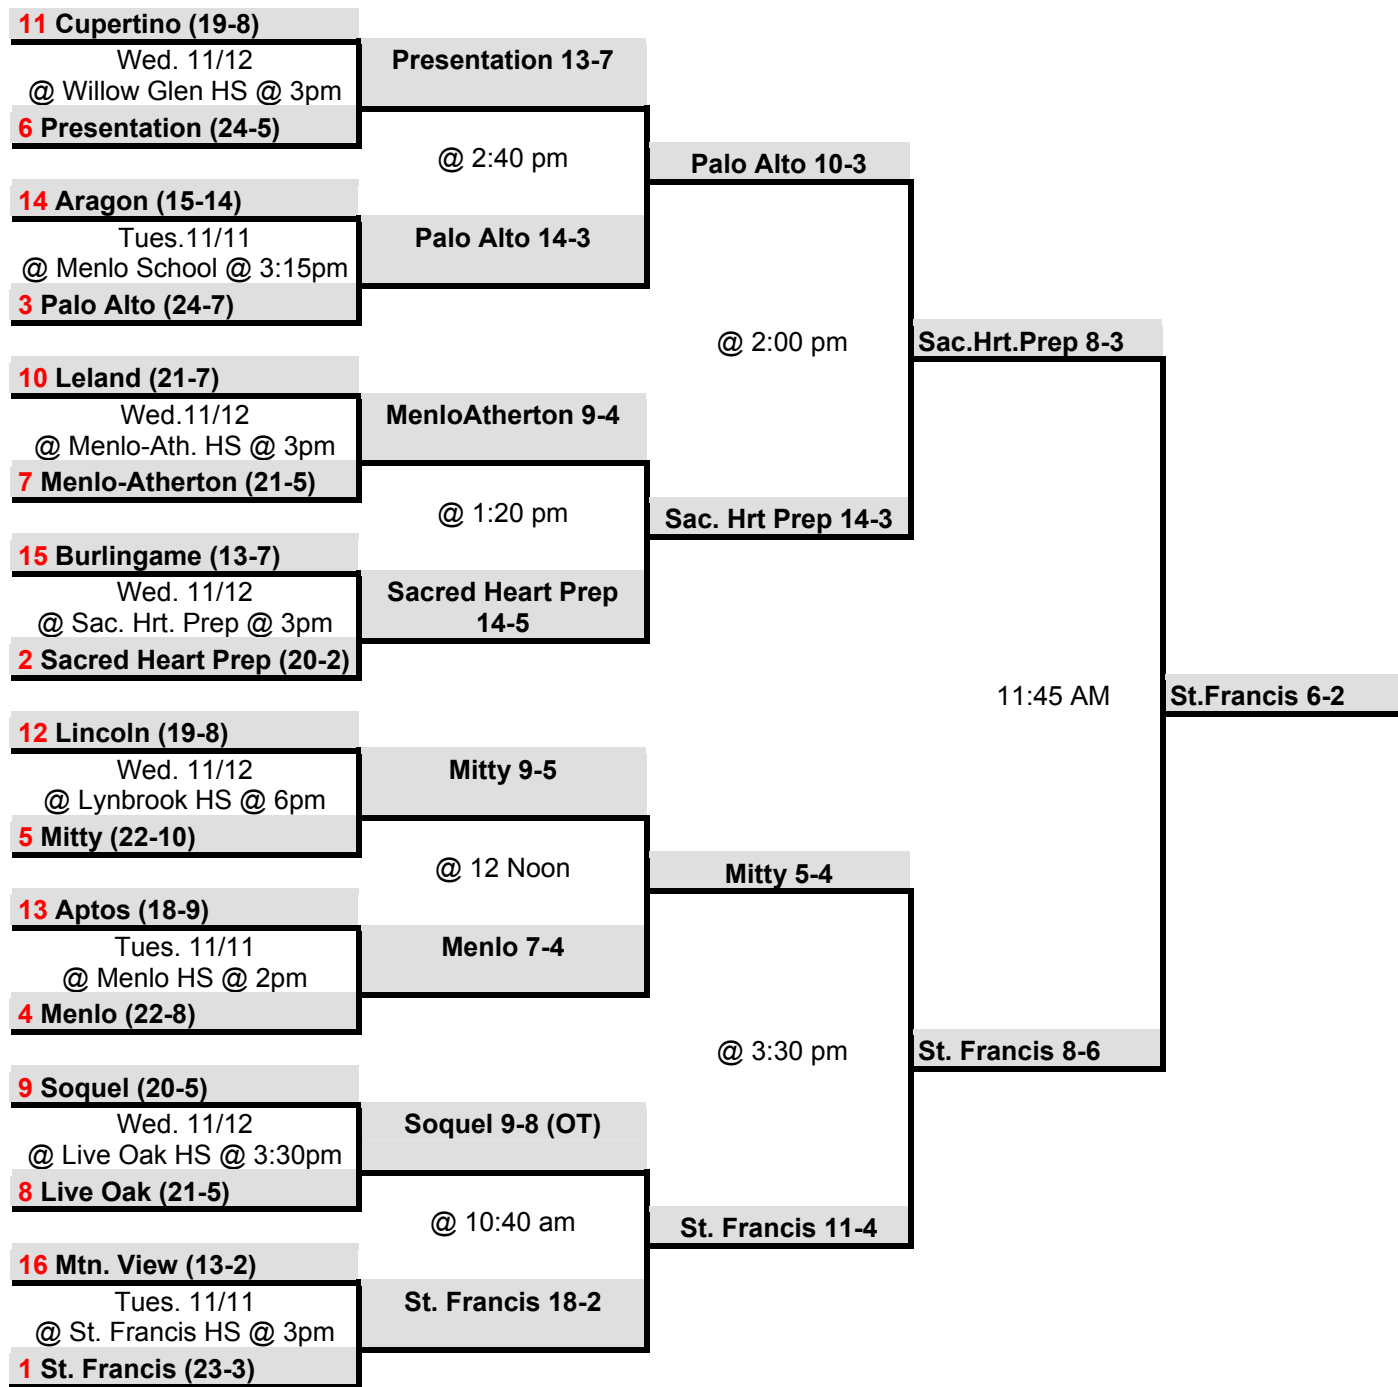 11 Cupertino (19-8)
Wed. 11/12
@ Willow Glen HS @ 3pm
6 Presentation (24-5)
14 Aragon (15-14)
Tues.11/11
@ Menlo School @ 3:15pm
3 Palo Alto (24-7)
10 Leland (21-7)
Wed.11/12
@ Menlo-Ath. HS @ 3pm
7 Menlo-Atherton (21-5)
15 Burlingame (13-7)
Wed. 11/12
@ Sac. Hrt. Prep @ 3pm
2 Sacred Heart Prep (20-2)
12 Lincoln (19-8)
Wed. 11/12
@ Lynbrook HS @ 6pm
5 Mitty (22-10)
13 Aptos (18-9)
Tues. 11/11
@ Menlo HS @ 2pm
4 Menlo (22-8)
9 Soquel (20-5)
Wed. 11/12
@ Live Oak HS @ 3:30pm
8 Live Oak (21-5)
16 Mtn. View (13-2)
Tues. 11/11
@ St. Francis HS @ 3pm
1 St. Francis (23-3)
Presentation 13-7
@ 2:40 pm
Palo Alto 14-3
MenloAtherton 9-4
@ 1:20 pm
Sacred Heart Prep
14-5
Mitty 9-5
@ 12 Noon
Menlo 7-4
Soquel 9-8 (OT)
@ 10:40 am
St. Francis 18-2
Palo Alto 10-3
@ 2:00 pm
Sac. Hrt Prep 14-3
Mitty 5-4
@ 3:30 pm
St. Francis 11-4
Sac.Hrt.Prep 8-3
11:45 AM
St. Francis 8-6
St.Francis 6-2